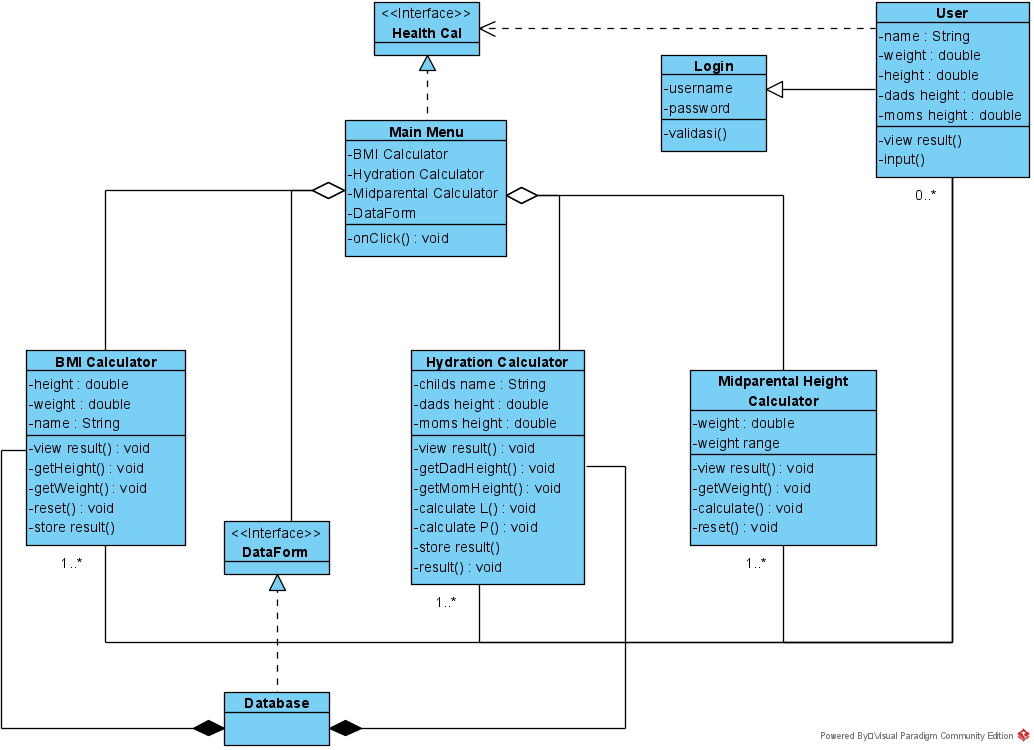 <<Interface>>
Health Cal
User
-name : String
-weight : double
-height : double
-dads height : double
-moms height : double
-view result()
-input()
0..*
Login
-username
-password
-validasi()
Main Menu
-BMI Calculator
-Hydration Calculator
-Midparental Calculator
-DataForm
-onClick() : void
BMI Calculator
-height : double
-weight : double
-name : String
-view result() : void
-getHeight() : void
-getWeight() : void
-reset() : void
-store result()
1..*
<<Interface>>
DataForm
Hydration Calculator
-childs name : String
-dads height : double
-moms height : double
-view result() : void
-getDadHeight() : void
-getMomHeight() : void
-calculate L() : void
-calculate P() : void
-store result()
-result() : void
1..*
Midparental Height
Calculator
-weight : double
-weight range
-view result() : void
-getWeight() : void
-calculate() : void
-reset() : void
1..*
Database
Powered By□Visual Paradigm Community Edition